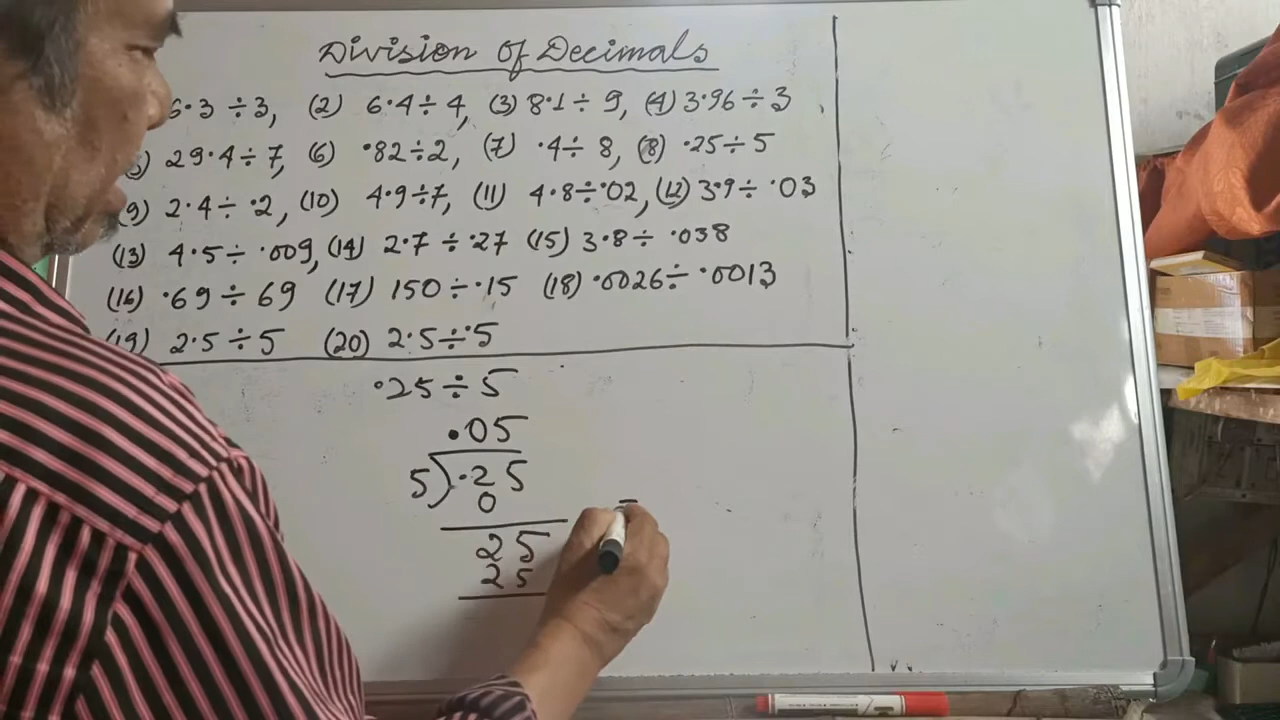 Division of Decimals
6·3 ÷ 3, (2) 6·4 ÷ 4, (3) 8·1 ÷ 9, (4) 3·96 ÷ 3
29·4 ÷ 7, (6) ·82 ÷ 2, (7) ·4 ÷ 8, (8) ·25 ÷ 5
(9) 2·4 ÷ ·2, (10) 4·9 ÷ 7, (11) 4·8 ÷ ·02, (12) 3·9 ÷ ·03
(13) 4·5 ÷ ·009, (14) 2·7 ÷ ·27 (15) 3·8 ÷ ·038
(16) ·69 ÷ 69 (17) 150 ÷ ·15 (18) ·0026 ÷ ·0013
(19) 2·5 ÷ 5 (20) 2·5 ÷ ·5
·25 ÷ 5
·05
5)·25
0
25
25